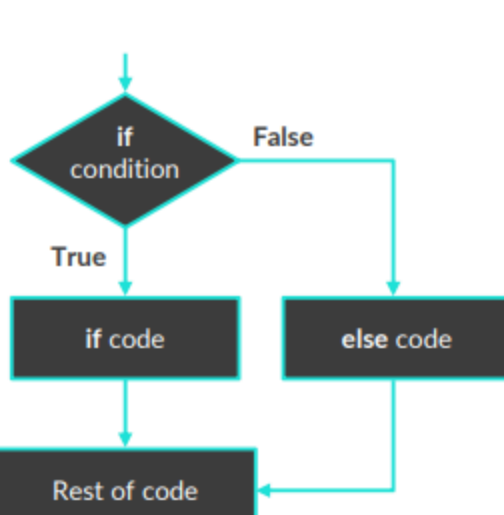 if
condition
False
True
if code
else code
Rest of code